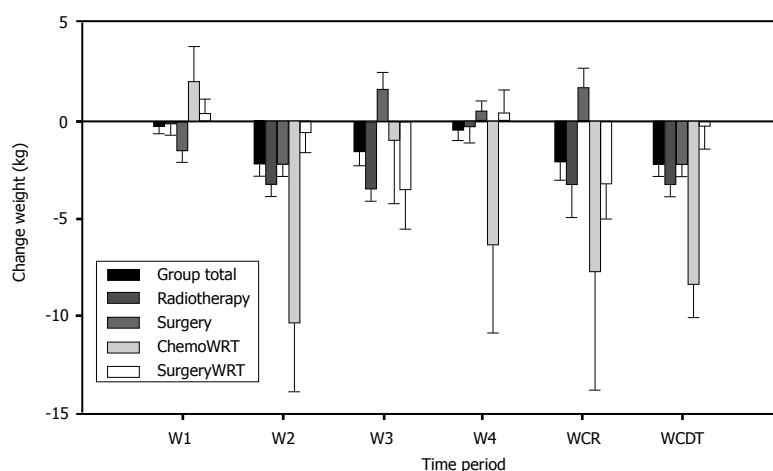 Change weight (kg)
5
0
-5
-10
-15
Group total
Radiotherapy
Surgery
ChemoWRT
SurgeryWRT
W1 W2 W3 W4 WCR WCDT
Time period